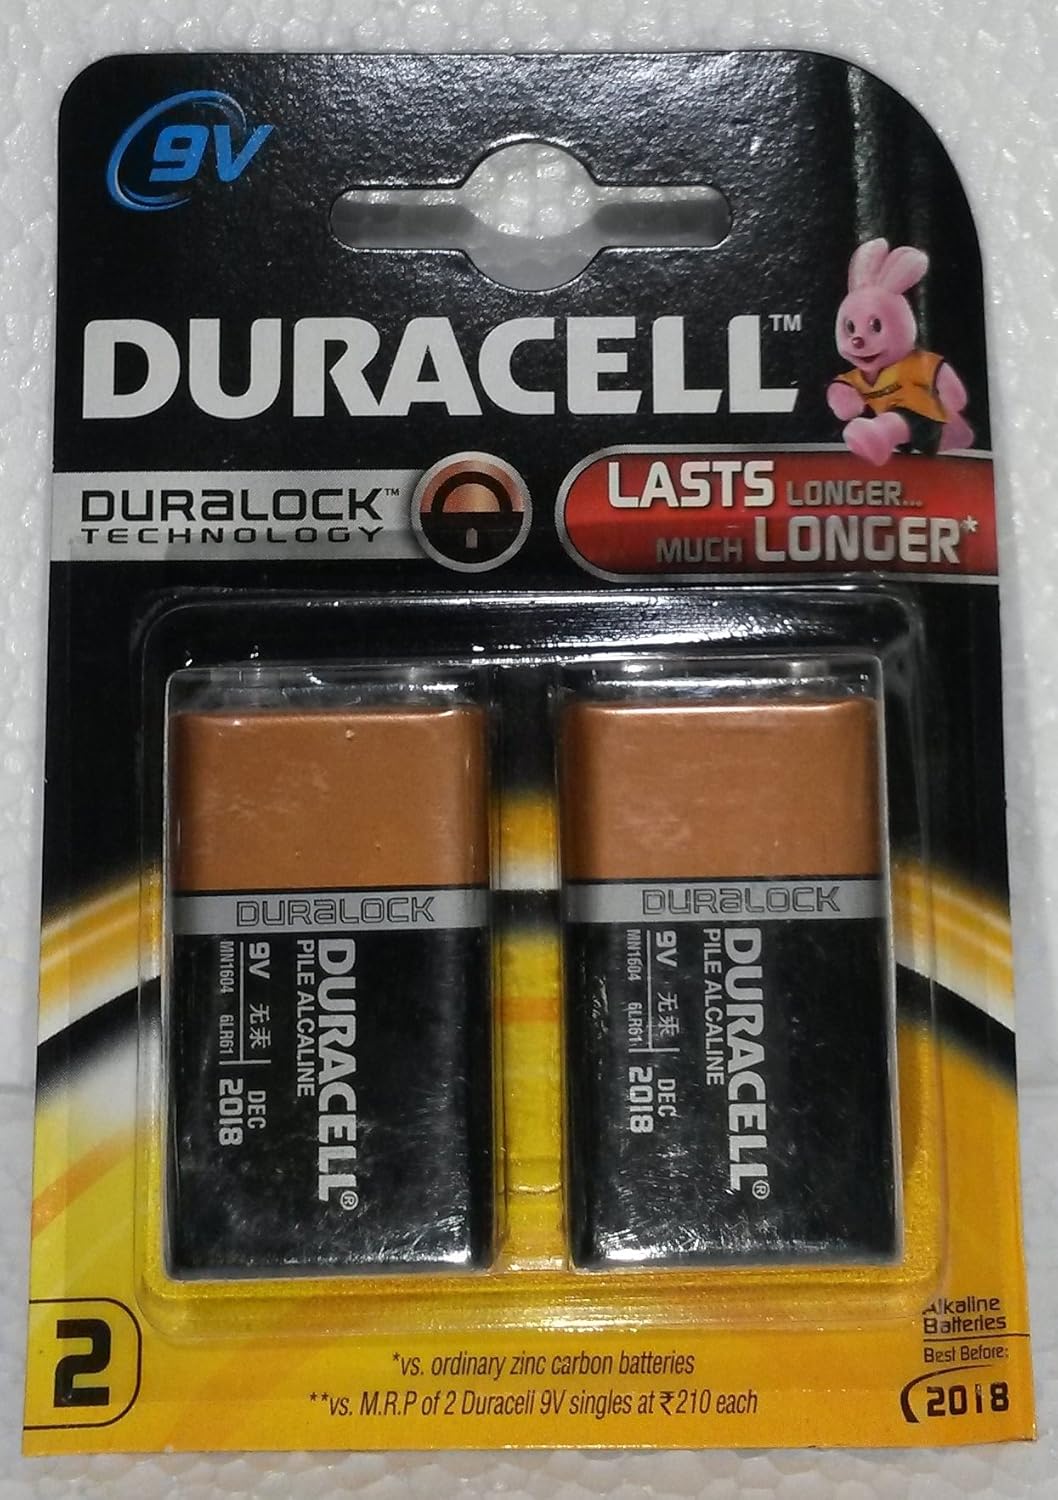 9V
DURACELL™
DURALOCK™
TECHNOLOGY
LASTS LONGER...
MUCH LONGER*
DURALOCK
DURACELL®
PILE ALCALINE
9V 无汞 DEC
MN1604 6LR61 2018
DURALOCK
DURACELL®
PILE ALCALINE
9V 无汞 DEC
MN1604 6LR61 2018
2
*vs. ordinary zinc carbon batteries
**vs. M.R.P of 2 Duracell 9V singles at ₹210 each
Alkaline
Batteries
Best Before:
2018